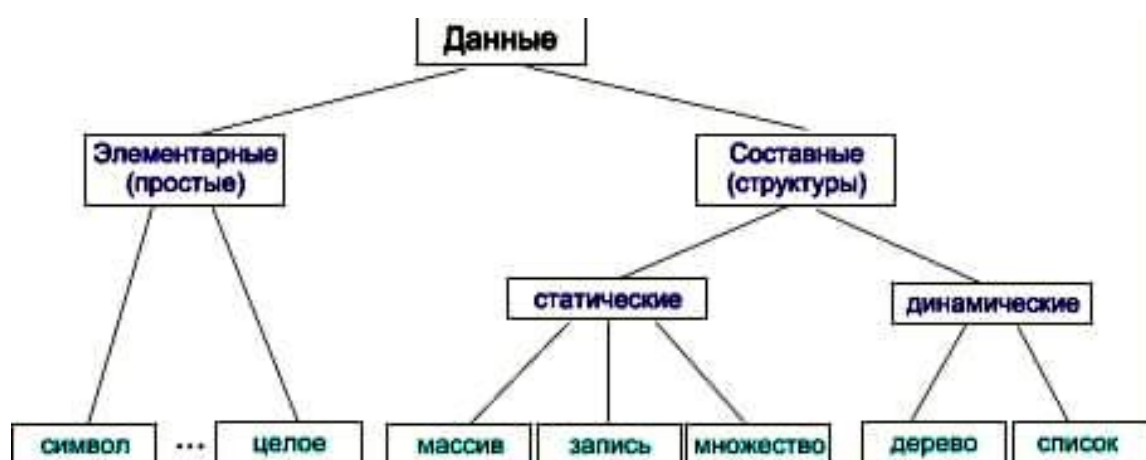 Данные
Элементарные
(простые)
Составные
(структуры)
статические
динамические
символ ... целое массив запись множество дерево список